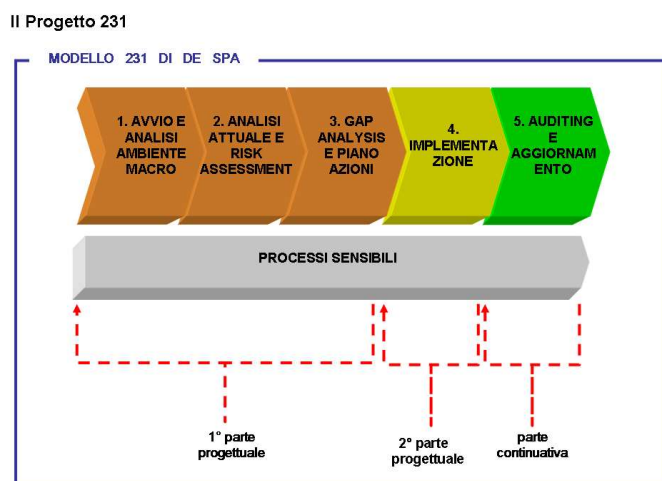 Il Progetto 231
MODELLO 231 DI DE SPA
1. AVVIO E
ANALISI
AMBIENTE
MACRO
2. ANALISI
ATTUALE E
RISK
ASSESSMENT
3. GAP
ANALYSIS
E PIANO
AZIONI
4.
IMPLEMENTA
ZIONE
5. AUDITING
E
AGGIORNAM
ENTO
PROCESSI SENSIBILI
1° parte
progettuale
2° parte
progettuale
parte
continuativa